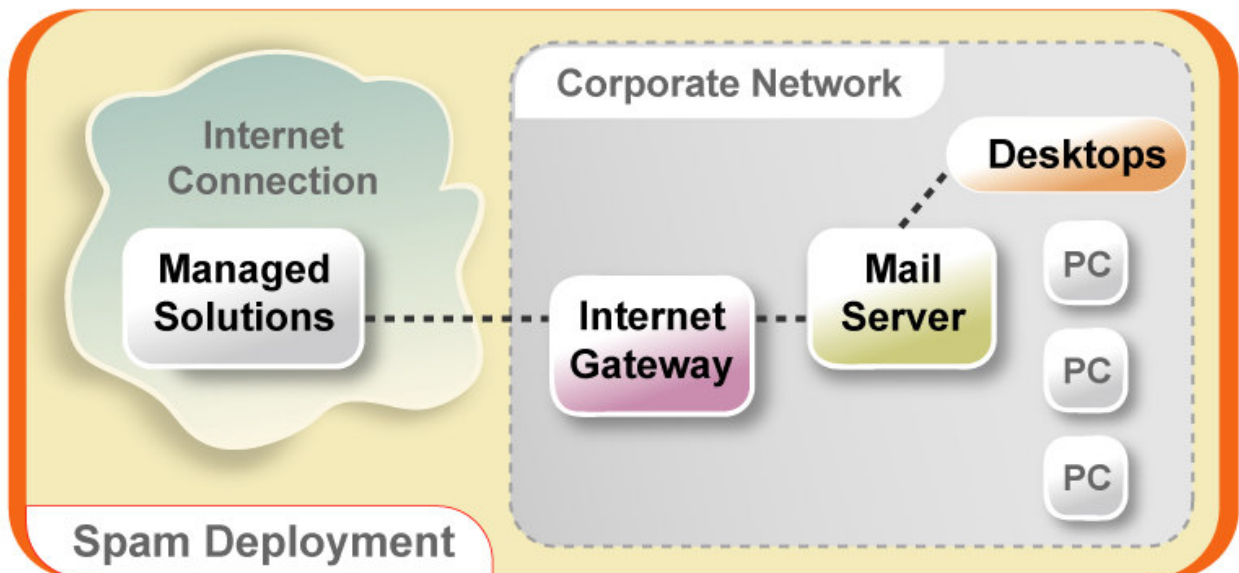 Internet
Connection
Managed
Solutions
Corporate Network
Internet
Gateway
Mail
Server
Desktops
PC
PC
PC
Spam Deployment